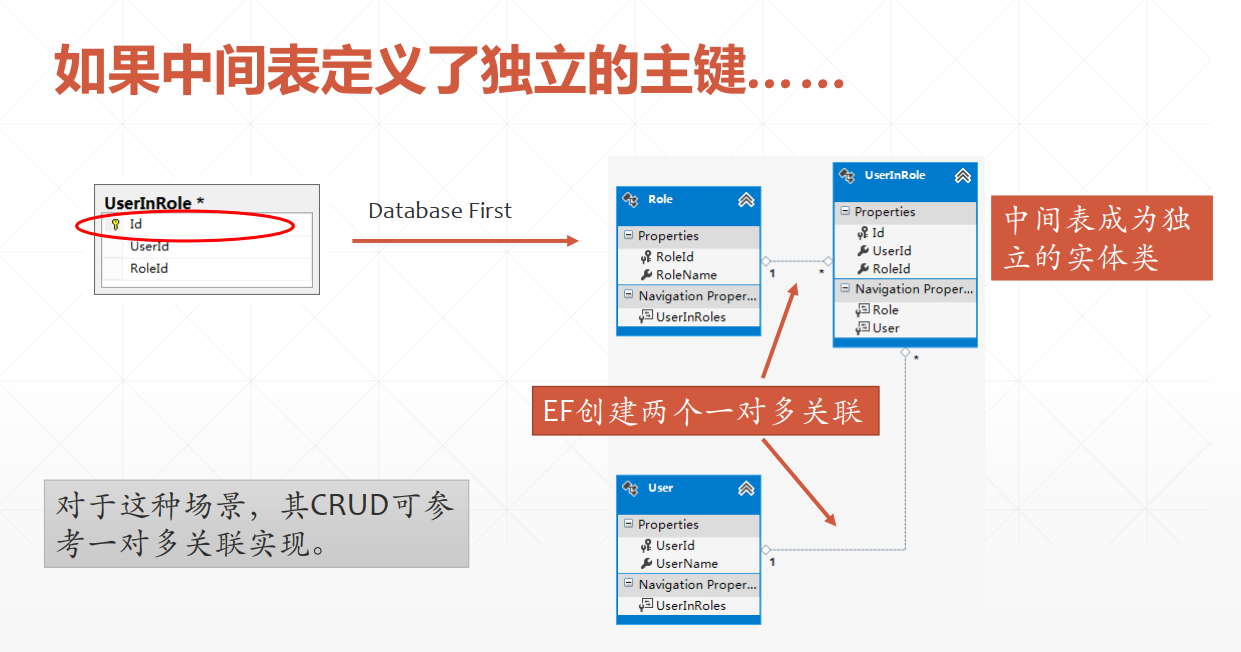 如果中间表定义了独立的主键……
UserInRole *
Id
UserId
RoleId
Database First
Role
Properties
RoleId
RoleName
Navigation Proper...
UserInRoles
1
*
UserInRole
Properties
Id
UserId
RoleId
Navigation Proper...
Role
User
*
中间表成为独
立的实体类
EF创建两个一对多关联
User
Properties
UserId
UserName
Navigation Proper...
UserInRoles
1
对于这种场景，其CRUD可参
考一对多关联实现。